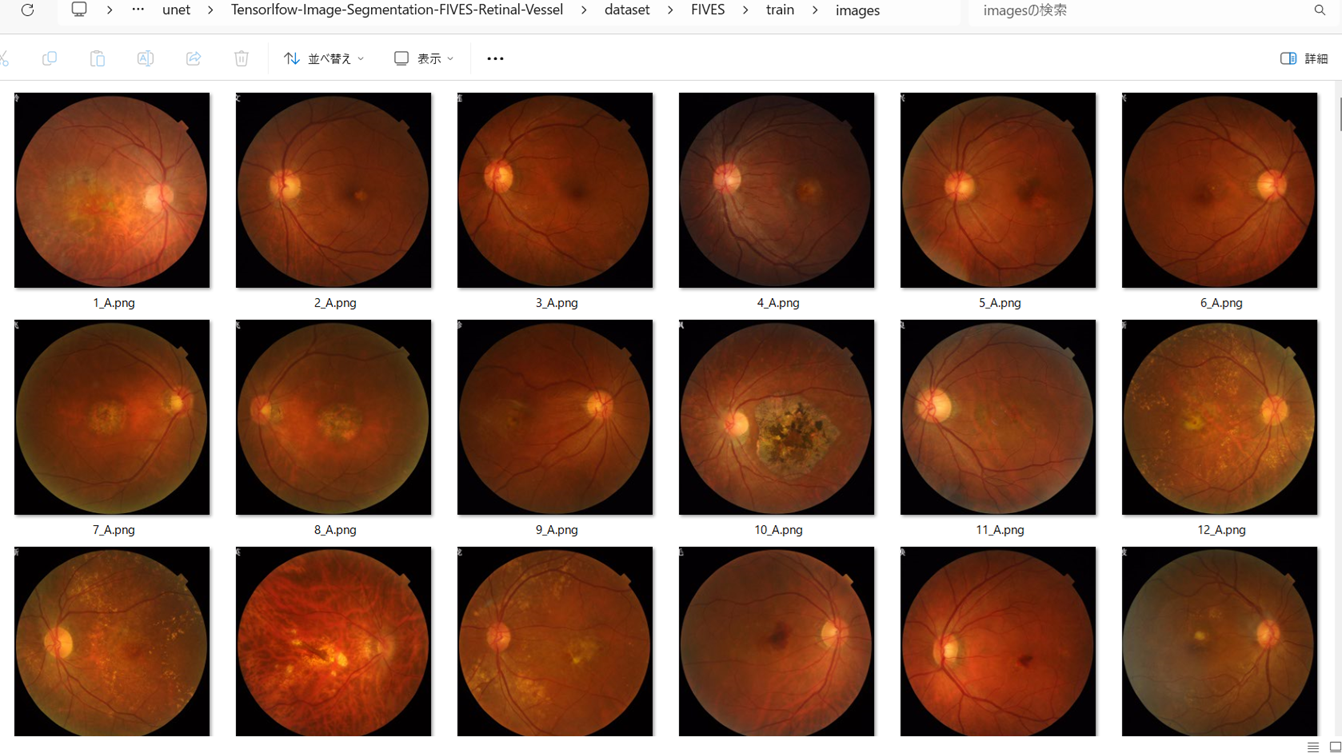 unet > Tensorlfow-Image-Segmentation-FIVES-Retinal-Vessel > dataset > FIVES > train > images
imagesの検索
並べ替え 表示 詳細
1_A.png 2_A.png 3_A.png 4_A.png 5_A.png 6_A.png
7_A.png 8_A.png 9_A.png 10_A.png 11_A.png 12_A.png